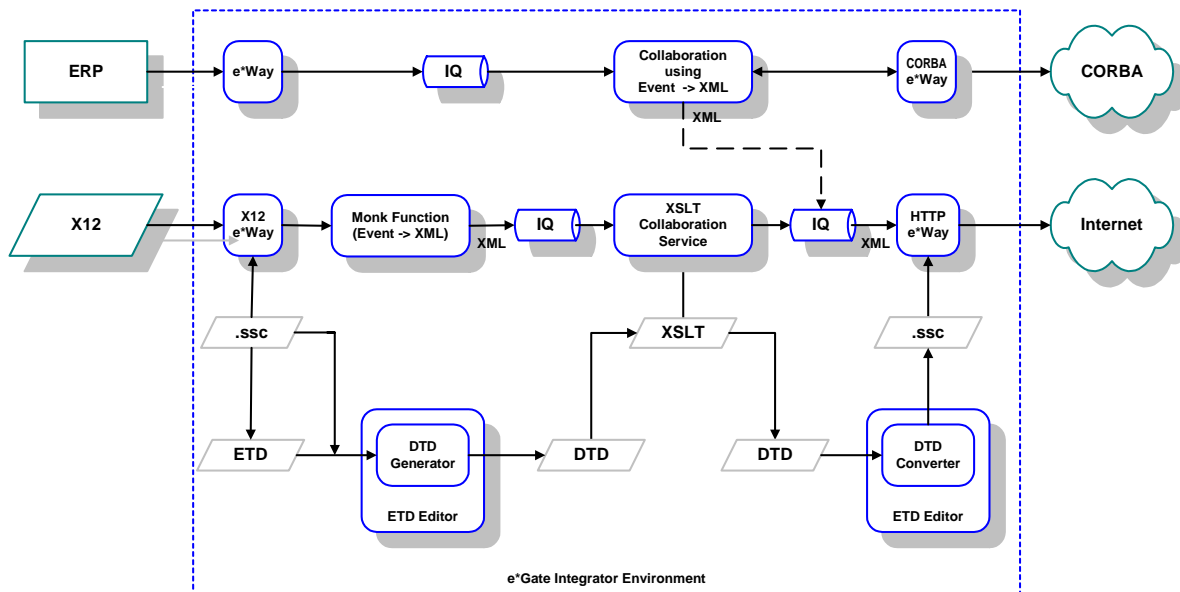 ERP
e*Way
IQ
Collaboration
using
Event -> XML
CORBA
e*Way
CORBA
XML
X12
X12
e*Way
Monk Function
(Event -> XML)
XML
IQ
XSLT
Collaboration
Service
IQ
XML
HTTP
e*Way
Internet
.ssc
XSLT
.ssc
ETD
DTD
Generator
ETD Editor
DTD
DTD
DTD
Converter
ETD Editor
e*Gate Integrator Environment